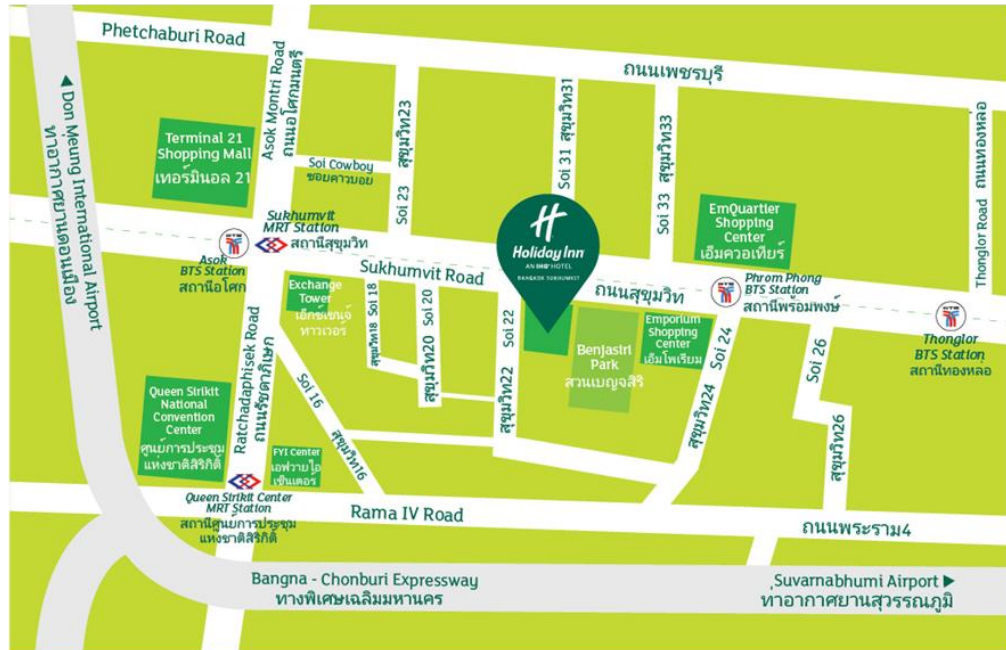 Phetchaburi Road
ถนนเพชรบุรี
Don Meung International Airport
ท่าอากาศยานดอนเมือง
Asok Montri Road
ถนนอโศกมนตรี
Terminal 21
Shopping Mall
เทอร์มินอล 21
Soi Cowboy
ซอยคาวบอย
สุขุมวิท23
Soi 23
สุขุมวิท31
Soi 31
สุขุมวิท33
Soi 33
ถนนทองหล่อ
Thonglor Road
EmQuartier
Shopping
Center
เอ็มควอเทียร์
Sukhumvit
MRT Station
สถานีสุขุมวิท
BTS
Asok
BTS Station
สถานีอโศก
H
Holiday Inn
AN IHG® HOTEL
BANGKOK SUKHUMVIT
Sukhumvit Road
ถนนสุขุมวิท
BTS
Phrom Phong
BTS Station
สถานีพร้อมพงษ์
BTS
Thonglor
BTS Station
สถานีทองหล่อ
Exchange
Tower
เอ็กซ์เชนเจ้
ทาวเวอร์
Soi 18
สุขุมวิท18
Soi 20
สุขุมวิท20
Soi 22
สุขุมวิท22
Benjasiri
Park
สวนเบญจสิริ
Emporium
Shopping
Center
เอ็มโพเรียม
Soi 24
สุขุมวิท24
Soi 26
สุขุมวิท26
Ratchadaphisek Road
ถนนรัชดาภิเษก
Soi 16
สุขุมวิท16
Queen Sirikit
National
Convention
Center
ศูนย์การประชุม
แห่งชาติสิริกิติ์
FYI Center
เอฟวายไอ
เซ็นเตอร์
Queen Sirikit Center
MRT Station
สถานีศูนย์การประชุม
แห่งชาติสิริกิติ์
Rama IV Road
ถนนพระราม4
Bangna - Chonburi Expressway
ทางพิเศษเฉลิมมหานคร
,Suvarnabhumi Airport
ทาอากาศยานสุวรรณภูมิ